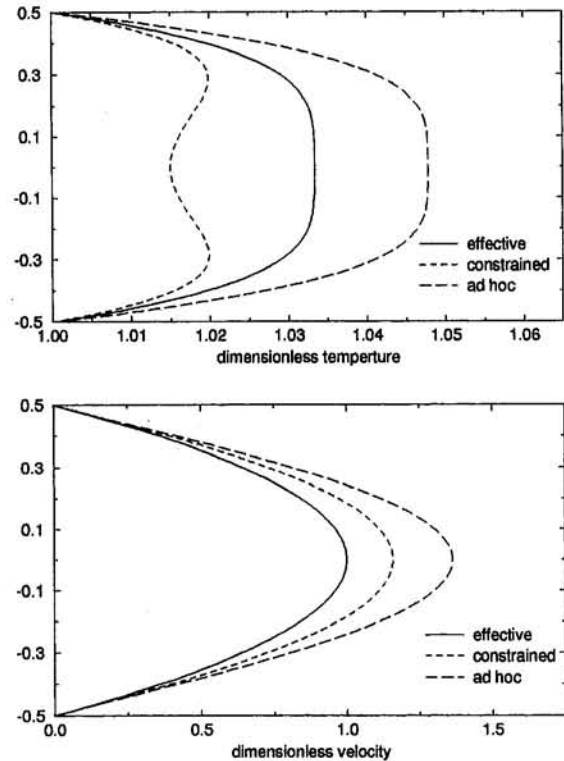 0.5
0.3
0.1
-0.1
-0.3
-0.5
effective
constrained
ad hoc
1.00 1.01 1.02 1.03 1.04 1.05 1.06
dimensionless temperture
0.5
0.3
0.1
-0.1
-0.3
-0.5
effective
constrained
ad hoc
0.0 0.5 1.0 1.5
dimensionless velocity